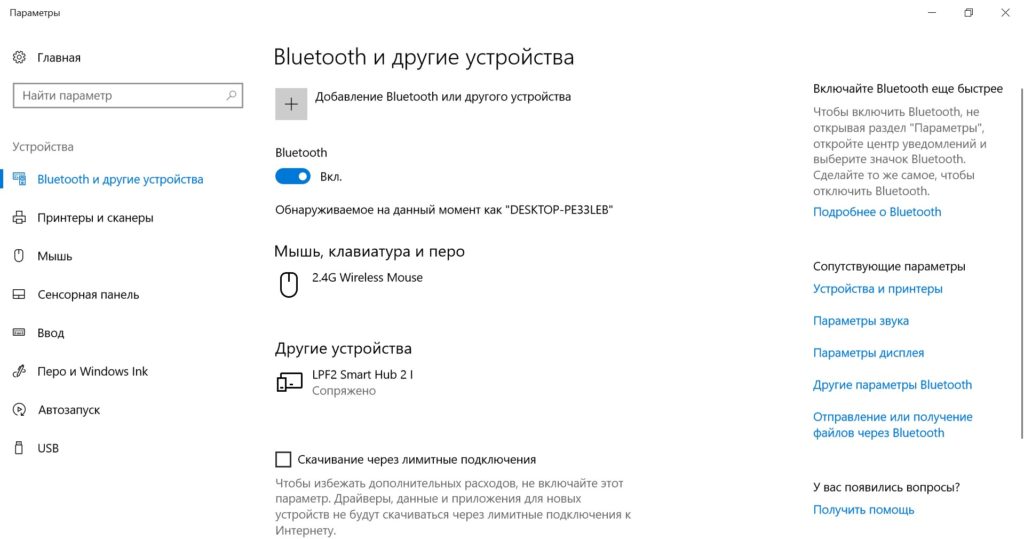 Параметры
Главная
Найти параметр
Устройства
Bluetooth и другие устройства
Принтеры и сканеры
Мышь
Сенсорная панель
Ввод
Перо и Windows Ink
Автозапуск
USB
Bluetooth и другие устройства
Добавление Bluetooth или другого устройства
Bluetooth
Вкл.
Обнаруживаемое на данный момент как "DESKTOP-PE33LEB"
Мышь, клавиатура и перо
2.4G Wireless Mouse
Другие устройства
LPF2 Smart Hub 2 I
Сопряжено
Скачивание через лимитные подключения
Чтобы избежать дополнительных расходов, не включайте этот
параметр. Драйверы, данные и приложения для новых
устройств не будут скачиваться через лимитные подключения к
Интернету.
Включайте Bluetooth еще быстрее
Чтобы включить Bluetooth, не
открывая раздел "Параметры",
откройте центр уведомлений и
выберите значок Bluetooth.
Сделайте то же самое, чтобы
отключить Bluetooth.
Подробнее о Bluetooth
Сопутствующие параметры
Устройства и принтеры
Параметры звука
Параметры дисплея
Другие параметры Bluetooth
Отправление или получение
файлов через Bluetooth
У вас появились вопросы?
Получить помощь